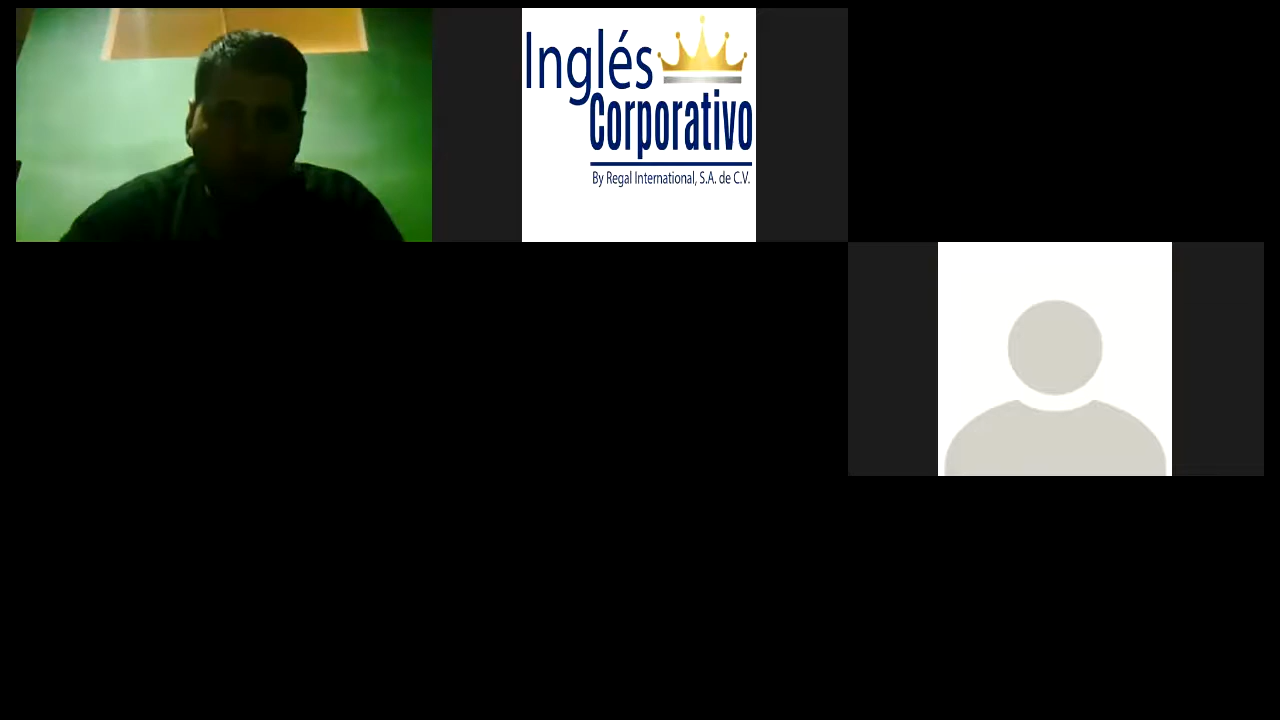 Inglés
Corporativo
By Regal International, S.A. de C.V.